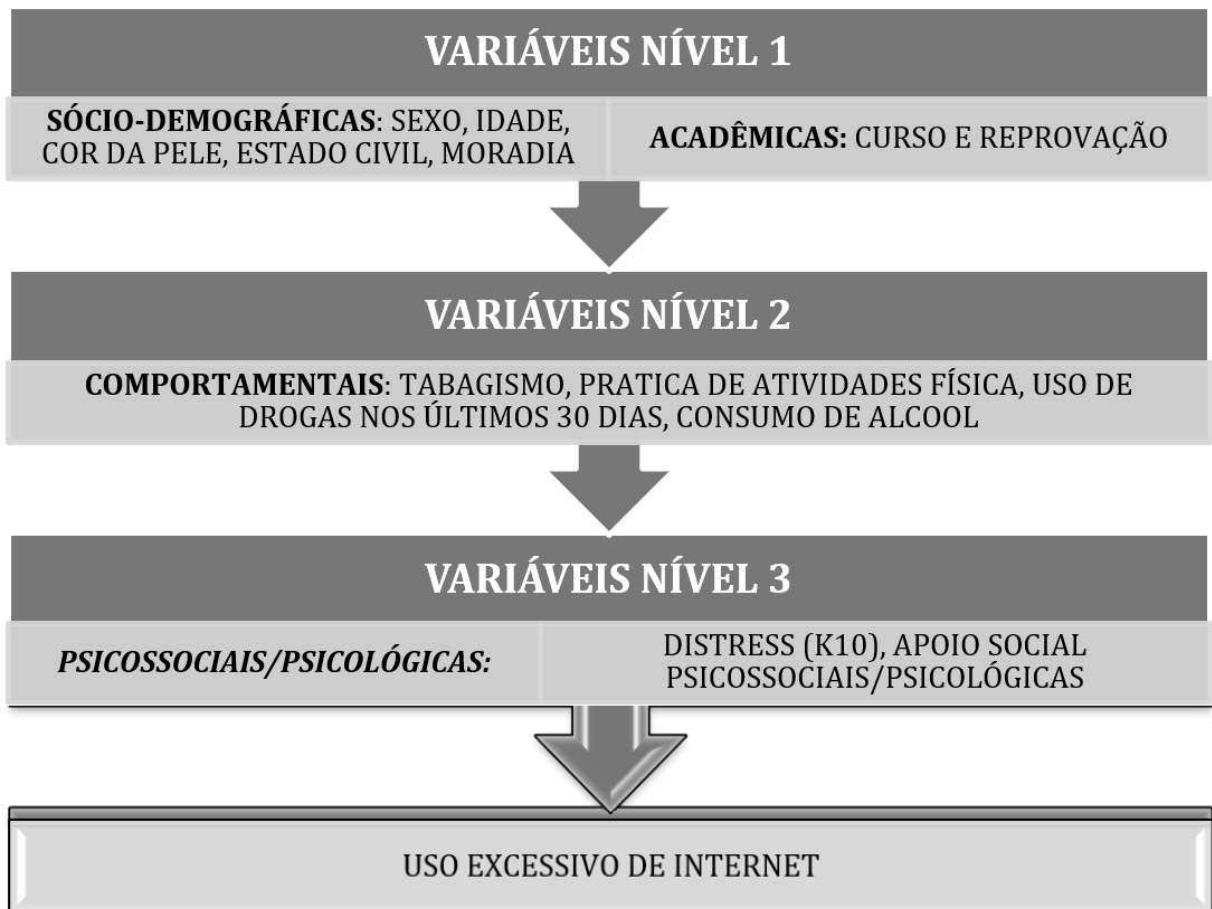 VARIÁVEIS NÍVEL 1
SÓCIO-DEMOGRÁFICAS: SEXO, IDADE,
COR DA PELE, ESTADO CIVIL, MORADIA
ACADÊMICAS: CURSO E REPROVAÇÃO
VARIÁVEIS NÍVEL 2
COMPORTAMENTAIS: TABAGISMO, PRATICA DE ATIVIDADES FÍSICA, USO DE
DROGAS NOS ÚLTIMOS 30 DIAS, CONSUMO DE ALCOOL
VARIÁVEIS NÍVEL 3
PSICOSSOCIAIS/PSICOLÓGICAS:
DISTRESS (K10), APOIO SOCIAL
PSICOSSOCIAIS/PSICOLÓGICAS
USO EXCESSIVO DE INTERNET